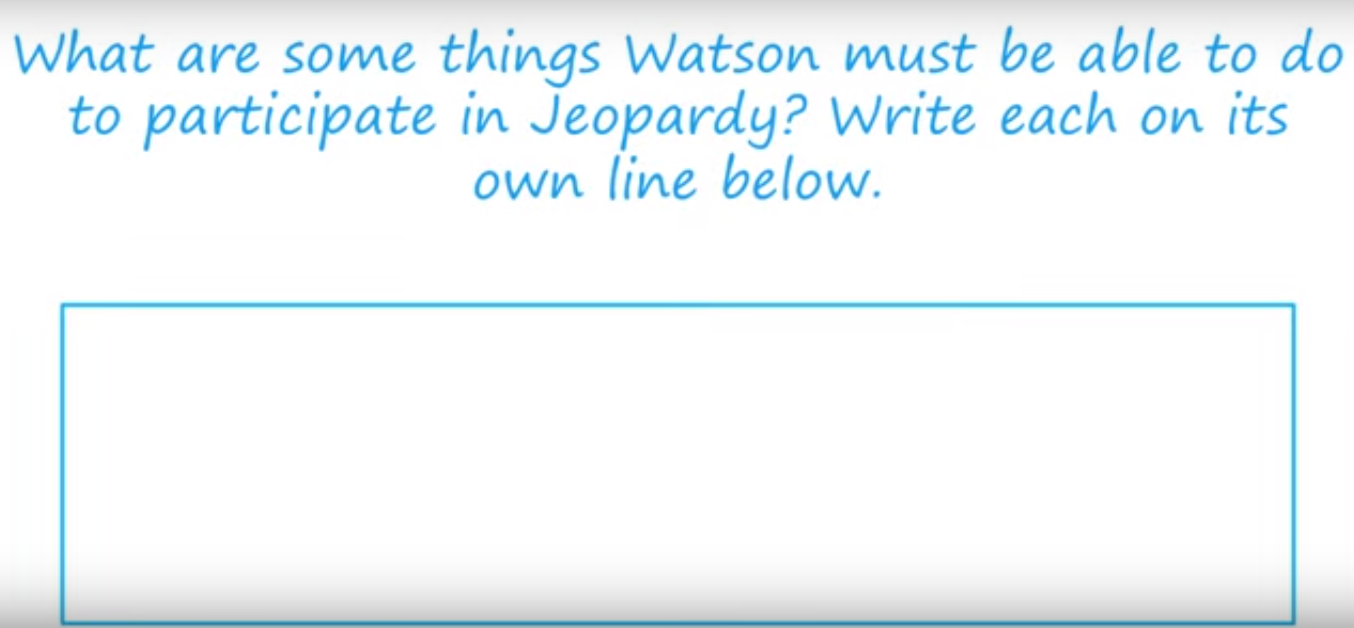 What are some things Watson must be able to do
to participate in Jeopardy? Write each on its
own line below.